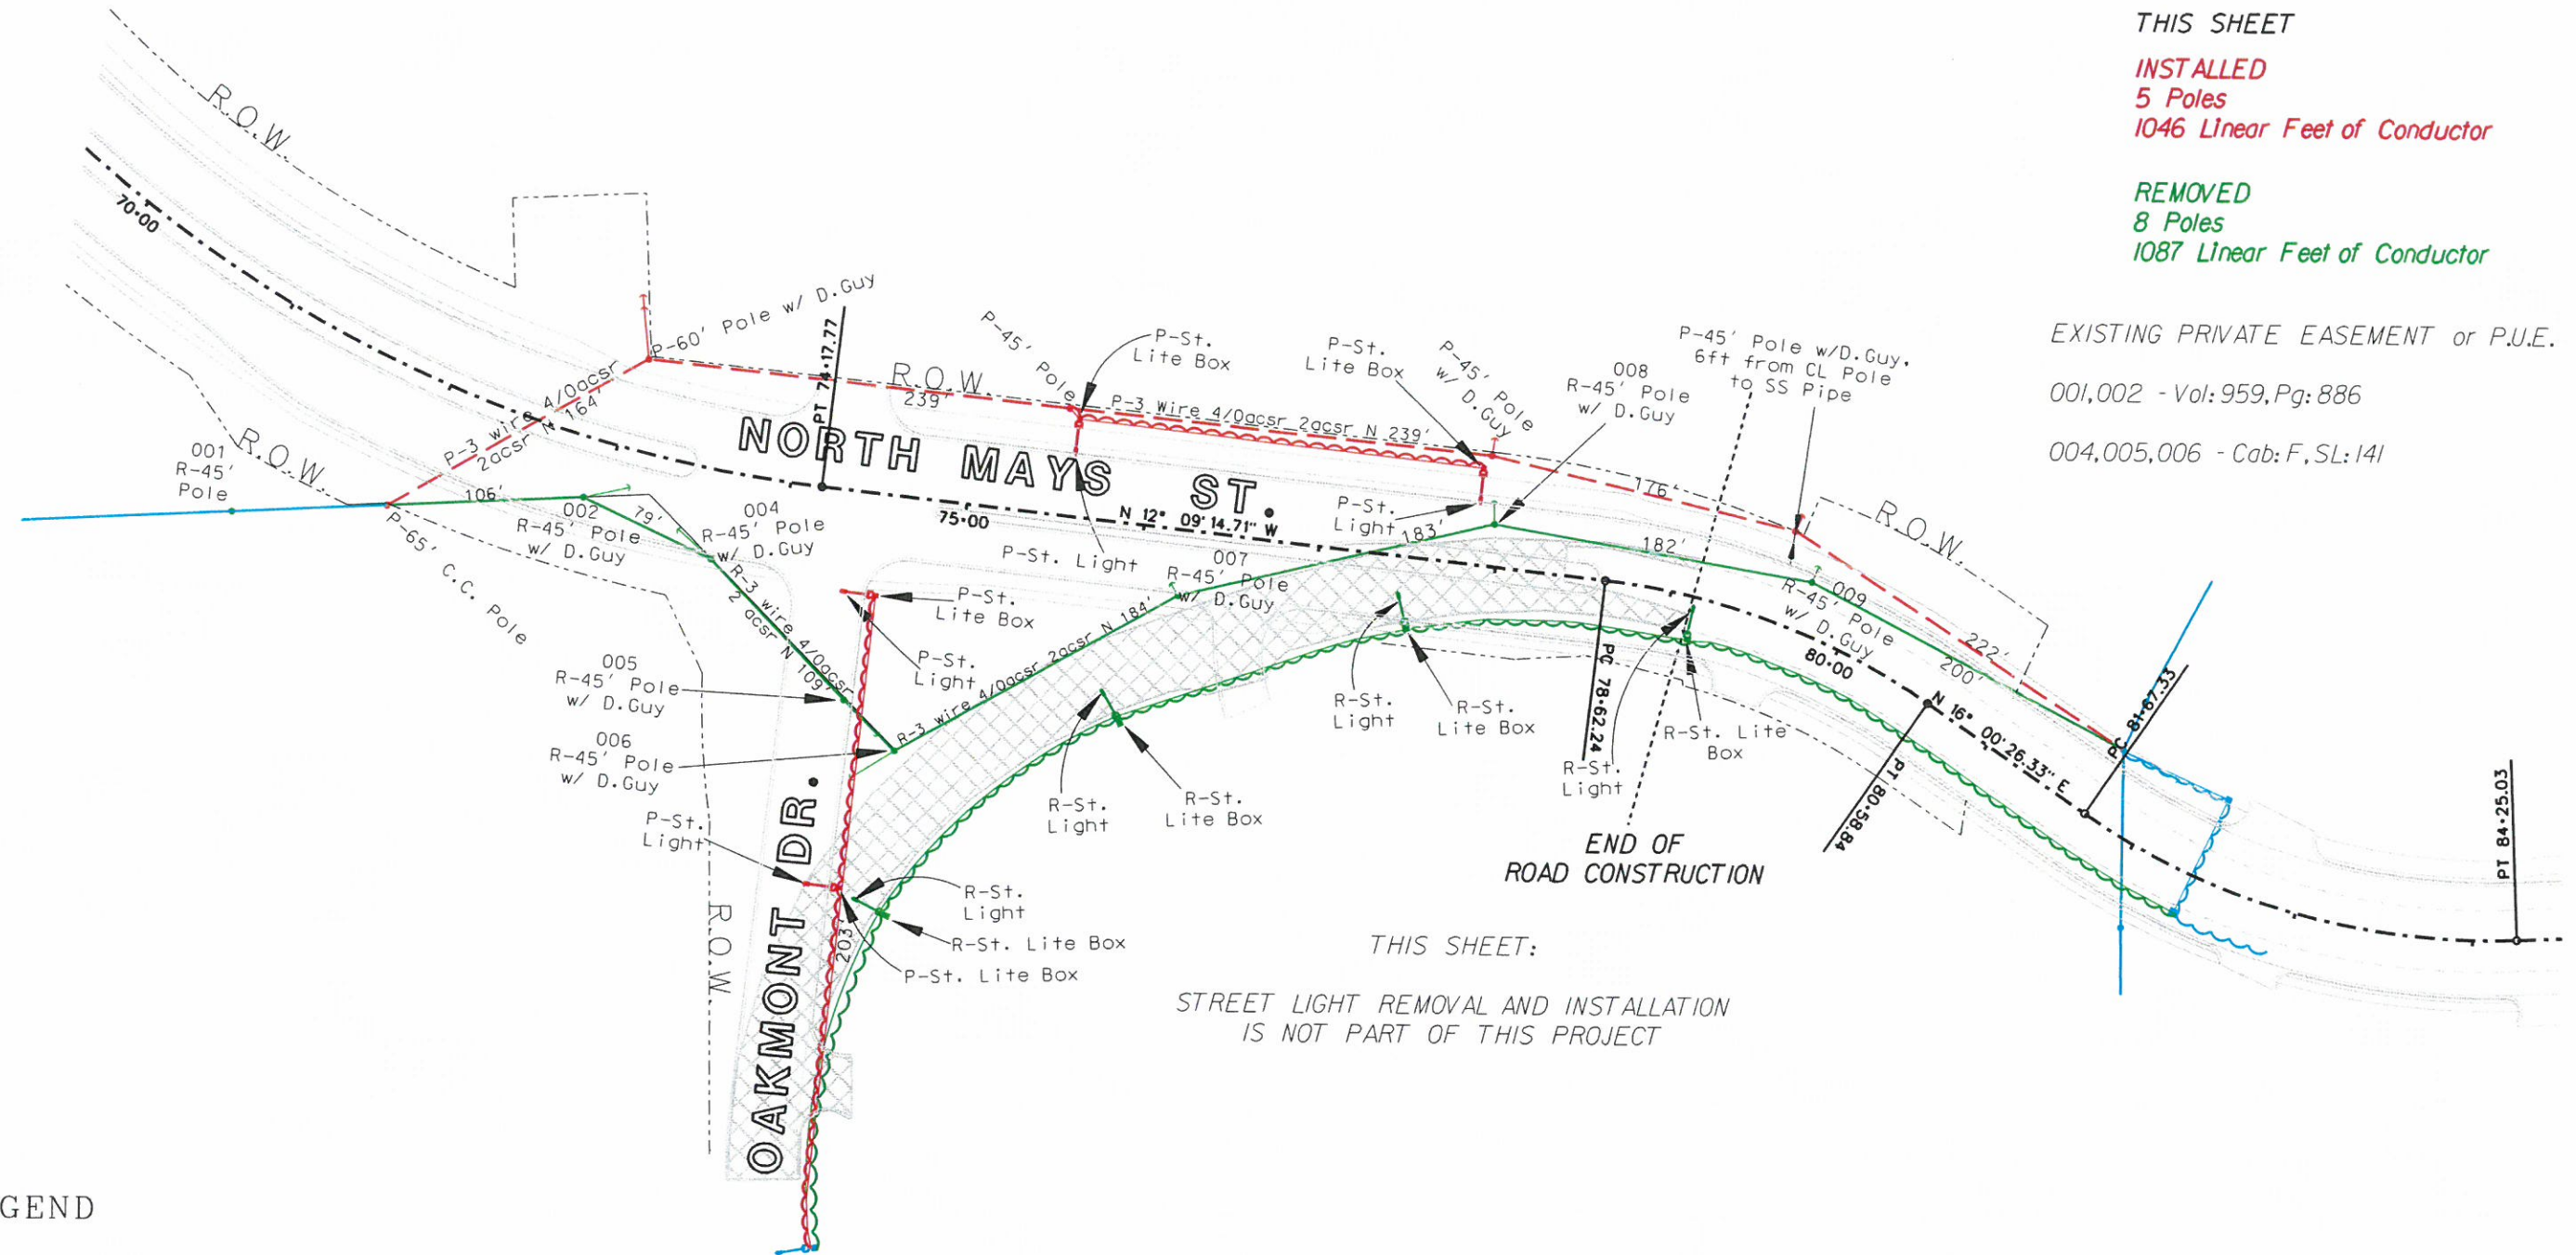 THIS SHEET
INSTALLED
5 Poles
1046 Linear Feet of Conductor
REMOVED
8 Poles
1087 Linear Feet of Conductor
EXISTING PRIVATE EASEMENT or P.U.E.
001,002 - Vol: 959, Pg: 886
004,005,006 - Cab: F, SL: 141
R.O.W.
70+00
R.O.W.
001
R-45'
Pole
P-3 wire 4/0acsr
2acsr N 164'
P-60' Pole w/ D.Guy
PT 74+17.77
R.O.W.
239'
P-45' Pole
P-St.
Lite Box
P-St.
Lite Box
P-45' Pole
w/ D.Guy
008
R-45' Pole
w/ D.Guy
P-45' Pole w/D.Guy,
6ft from CL Pole
to SS Pipe
P-3 Wire 4/0acsr 2acsr N 239'
NORTH MAYS ST.
75+00
N 12° 09' 14.71" W
176'
R.O.W.
106'
P-65' C.C. Pole
002
R-45' Pole
w/ D.Guy
79'
004
R-45' Pole
w/ D.Guy
P-St. Light
P-St.
Light
183'
182'
007
R-45' Pole
w/ D.Guy
R-3 wire 4/0acsr
2 acsr N 109'
P-St.
Lite Box
P-St.
Light
R-3 wire 4/0acsr 2acsr N 184'
009
R-45' Pole
w/ D.Guy
222'
200'
80+00
005
R-45' Pole
w/ D.Guy
006
R-45' Pole
w/ D.Guy
R-St.
Light
R-St.
Lite Box
PC 78+62.24
R-St. Lite
Box
R-St.
Light
N 16° 00' 26.33" E
PC 81+67.33
PT 80+58.84
PT 84+25.03
R-St.
Light
R-St.
Lite Box
P-St.
Light
OAKMONT DR.
R.O.W.
203'
R-St.
Light
R-St. Lite Box
P-St. Lite Box
END OF
ROAD CONSTRUCTION
THIS SHEET:
STREET LIGHT REMOVAL AND INSTALLATION
IS NOT PART OF THIS PROJECT
GEND